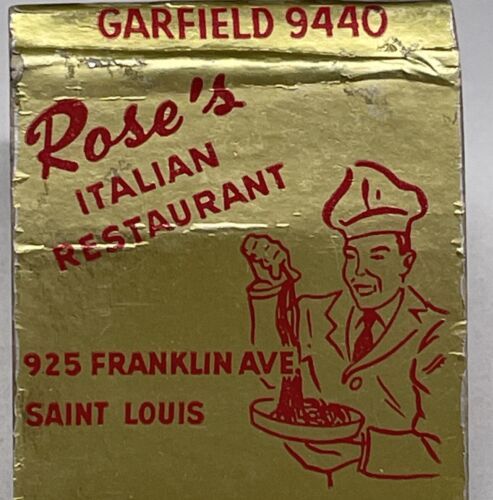 GARFIELD 9440
Rose's
ITALIAN
RESTAURANT
925 FRANKLIN AVE.
SAINT LOUIS